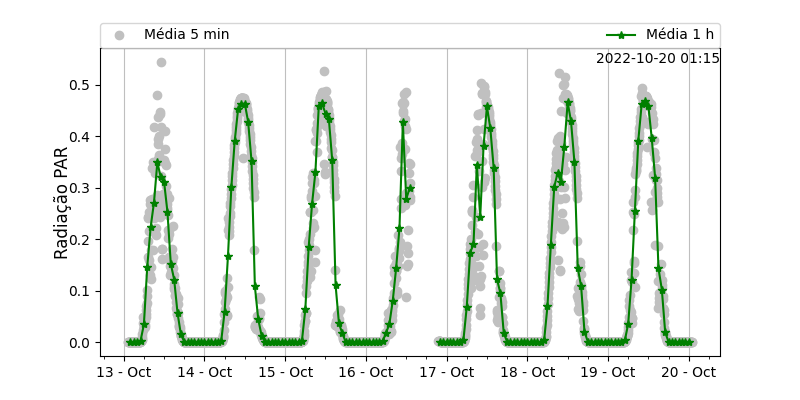 Média 5 min
Média 1 h
2022-10-20 01:15
Radiação PAR
0.5
0.4
0.3
0.2
0.1
0.0
13 - Oct
14 - Oct
15 - Oct
16 - Oct
17 - Oct
18 - Oct
19 - Oct
20 - Oct